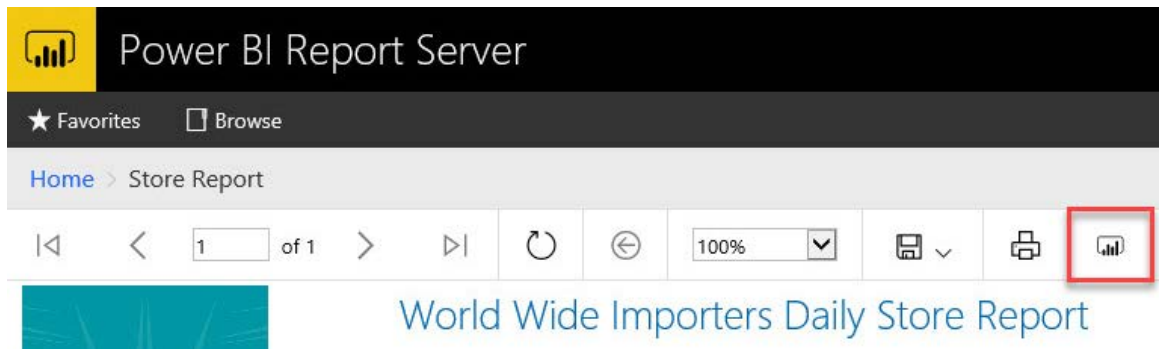 Power BI Report Server
Favorites Browse
Home > Store Report
1 of 1 100%
World Wide Importers Daily Store Report